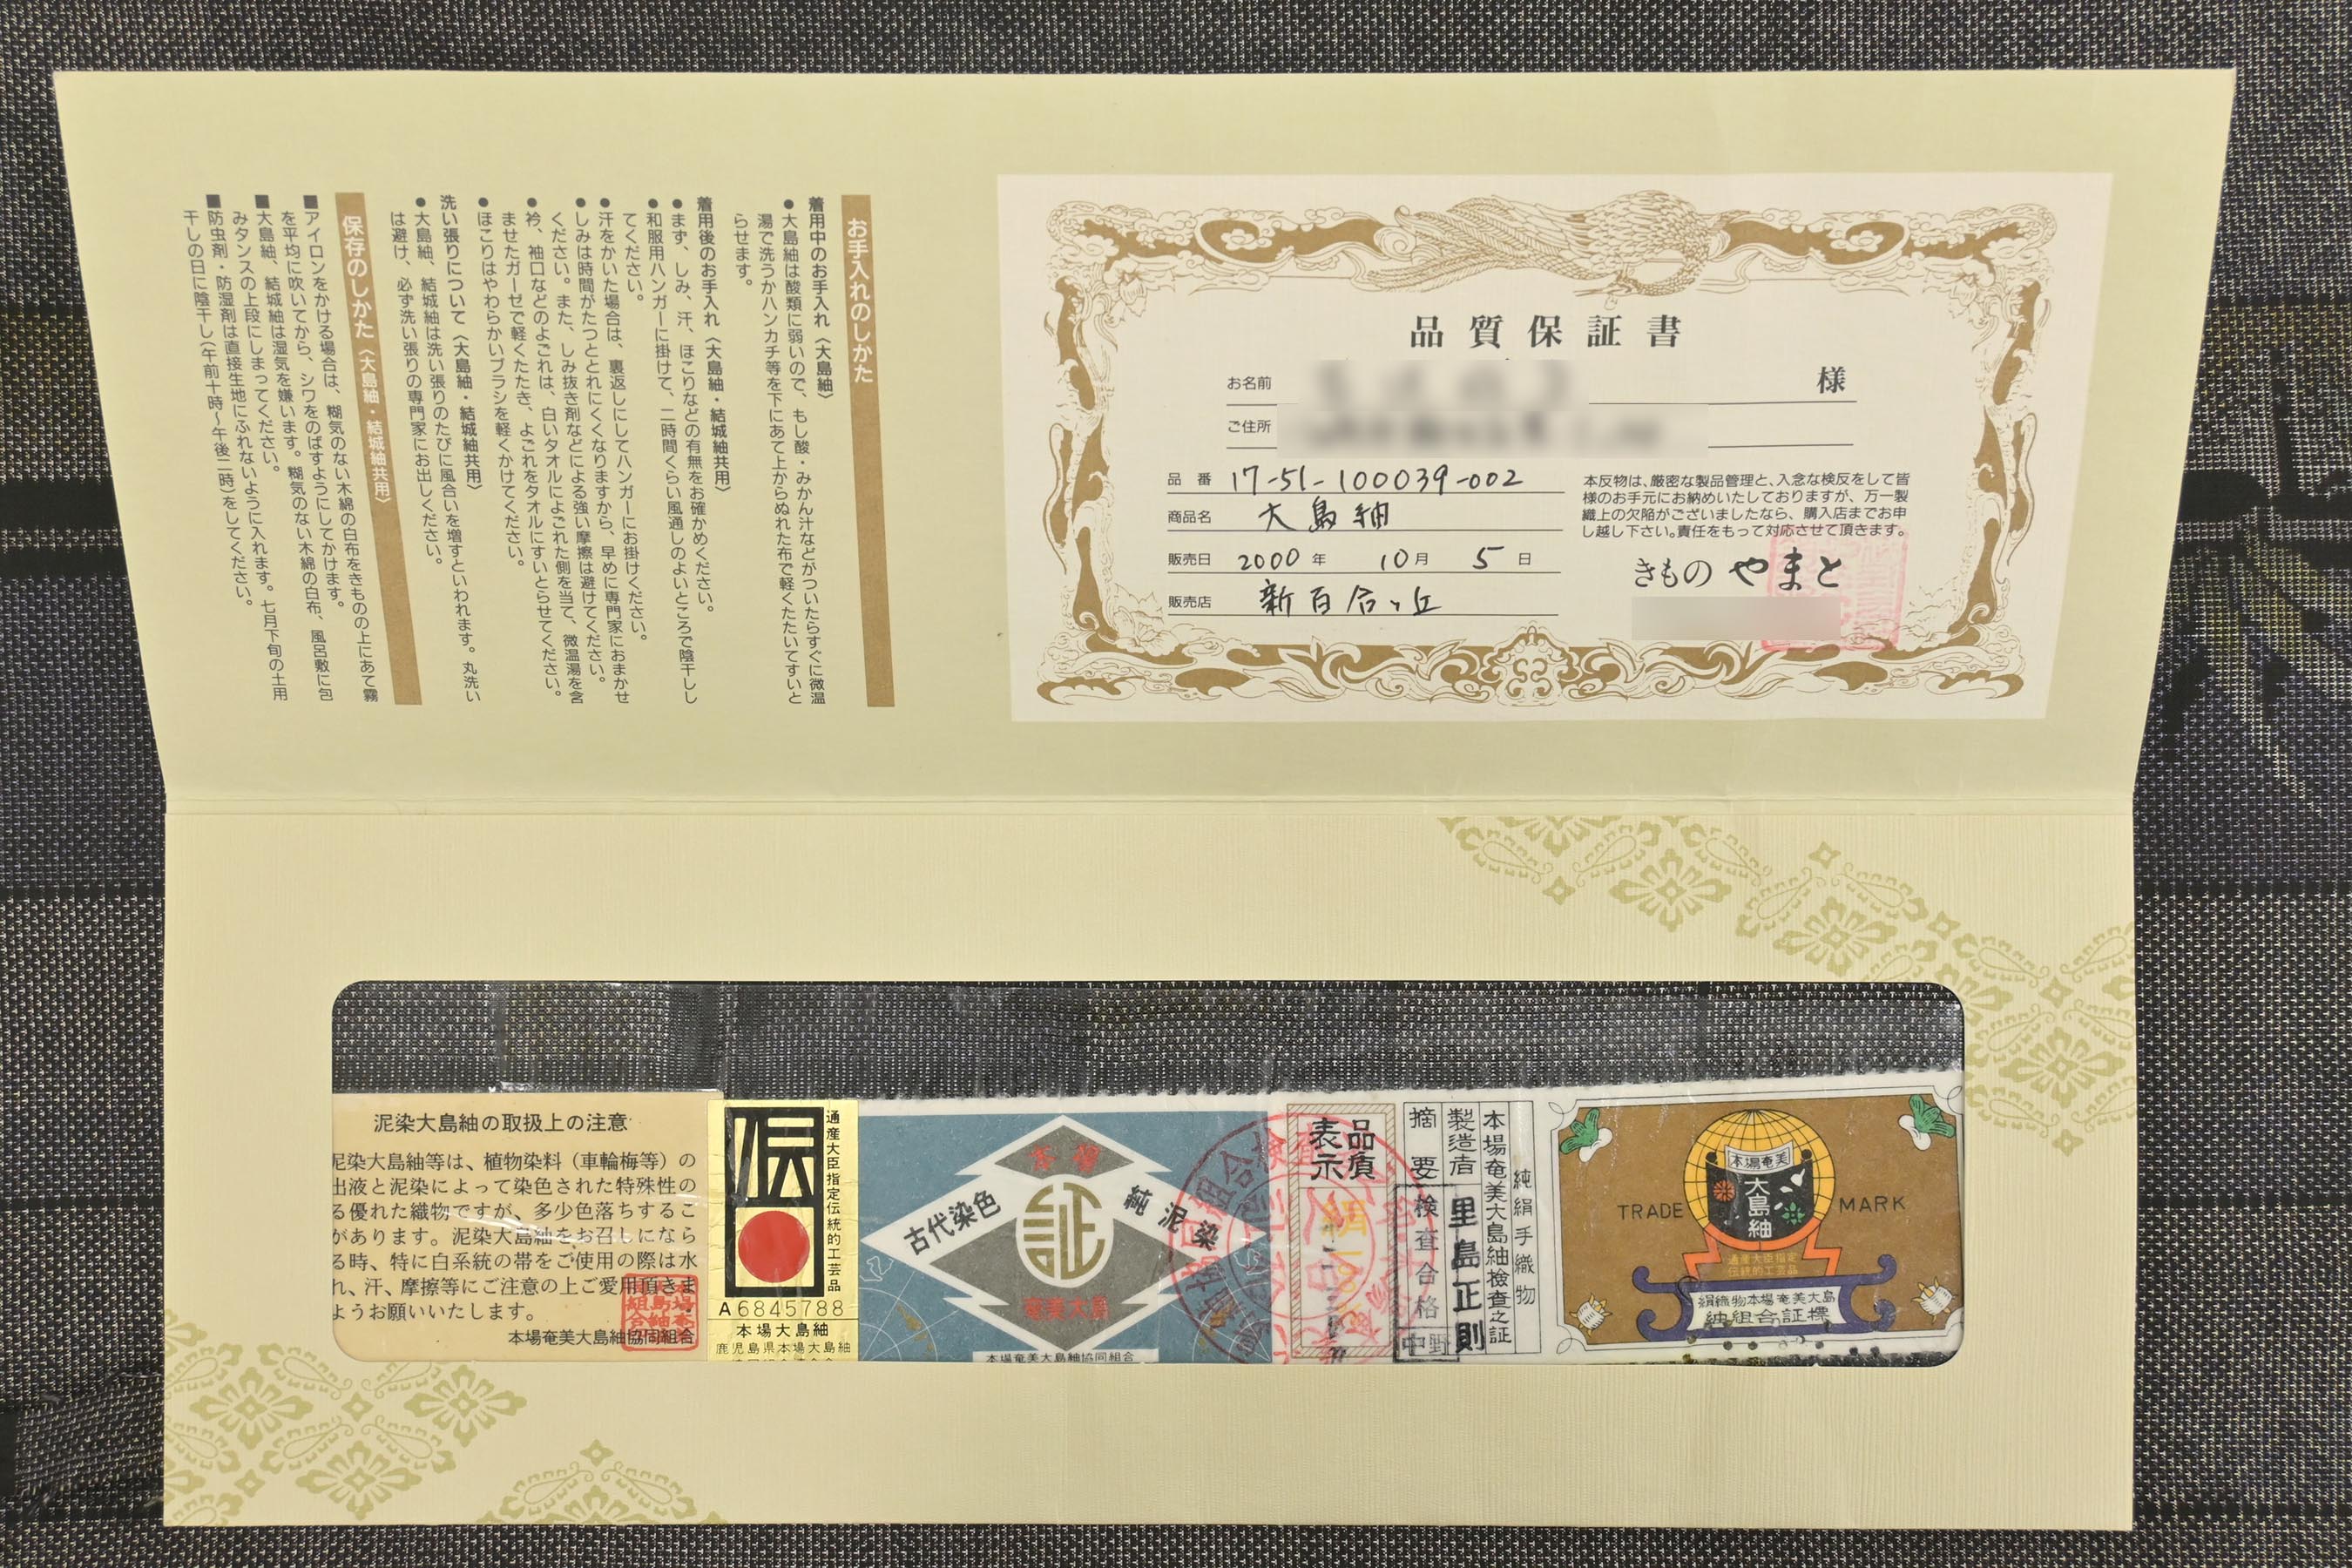 品質保証書
お名前 様
ご住所
品番 17-51-100039-002
商品名 大島紬
販売日 2000年 10月 5日
販売店 新百合ヶ丘
本反物は、厳密な製品管理と、入念な検反をして皆
様のお手元にお納めいたしておりますが、万一製
織上の欠陥がございましたなら、購入店までお申
し越し下さい。責任をもって対応させて頂きます。
きもの やまと
お手入れのしかた
着用中のお手入れ〈大島紬〉
●大島紬は酸類に弱いので、もし酸・みかん汁などがついたらすぐに微温
湯で洗うかハンカチ等を下にあて上からぬれた布で軽くたたいてすいと
らせます。
着用後のお手入れ〈大島紬・結城紬共用〉
●まず、しみ、汗、ほこりなどの有無をお確かめください。
●和服用ハンガーに掛けて、二時間くらい風通しのよいところで陰干しし
てください。
●汗をかいた場合は、裏返しにしてハンガーにお掛けください。
●しみは時間がたつととれにくくなりますから、早めに専門家におまかせ
ください。また、しみ抜き剤などによる強い摩擦は避けてください。
●衿、袖口などのよごれは、白いタオルによごれた側を当て、微温湯を含
ませたガーゼで軽くたたき、よごれをタオルにすいとらせてください。
●ほこりはやわらかいブラシを軽くかけてください。
洗い張りについて〈大島紬・結城紬共用〉
●大島紬、結城紬は洗い張りのたびに風合いを増すといわれます。丸洗い
は避け、必ず洗い張りの専門家にお出しください。
保存のしかた〈大島紬・結城紬共用〉
■アイロンをかける場合は、糊気のない木綿の白布をきものの上にあて霧
を平均に吹いてから、シワをのばすようにしてかけます。
■大島紬、結城紬は湿気を嫌います。糊気のない木綿の白布、風呂敷に包
みタンスの上段にしまってください。
■防虫剤・防湿剤は直接生地にふれないように入れます。七月下旬の土用
干しの日に陰干し(午前十時〜午後二時)をしてください。
泥染大島紬の取扱上の注意
泥染大島紬等は、植物染料(車輪梅等)の
出液と泥染によって染色された特殊性の
る優れた織物ですが、多少色落ちするこ
があります。泥染大島紬をお召しになら
る時、特に白系統の帯をご使用の際は水
れ、汗、摩擦等にご注意の上ご愛用頂きま
ようお願いいたします。
本場奄美大島紬協同組合
通産大臣指定伝統的工芸品
A6845788
本場大島紬
鹿児島県本場大島紬
本場
古代染色
証
純泥染
奄美大島
本場奄美大島紬協同組合
品質
表示
純絹手織物
本場奄美大島紬検査之証
製造者 里島正則
摘要 検査合格
中野
TRADE MARK
本場奄美
大島紬
通産大臣指定
伝統的工芸品
絹織物本場奄美大島
紬組合証標